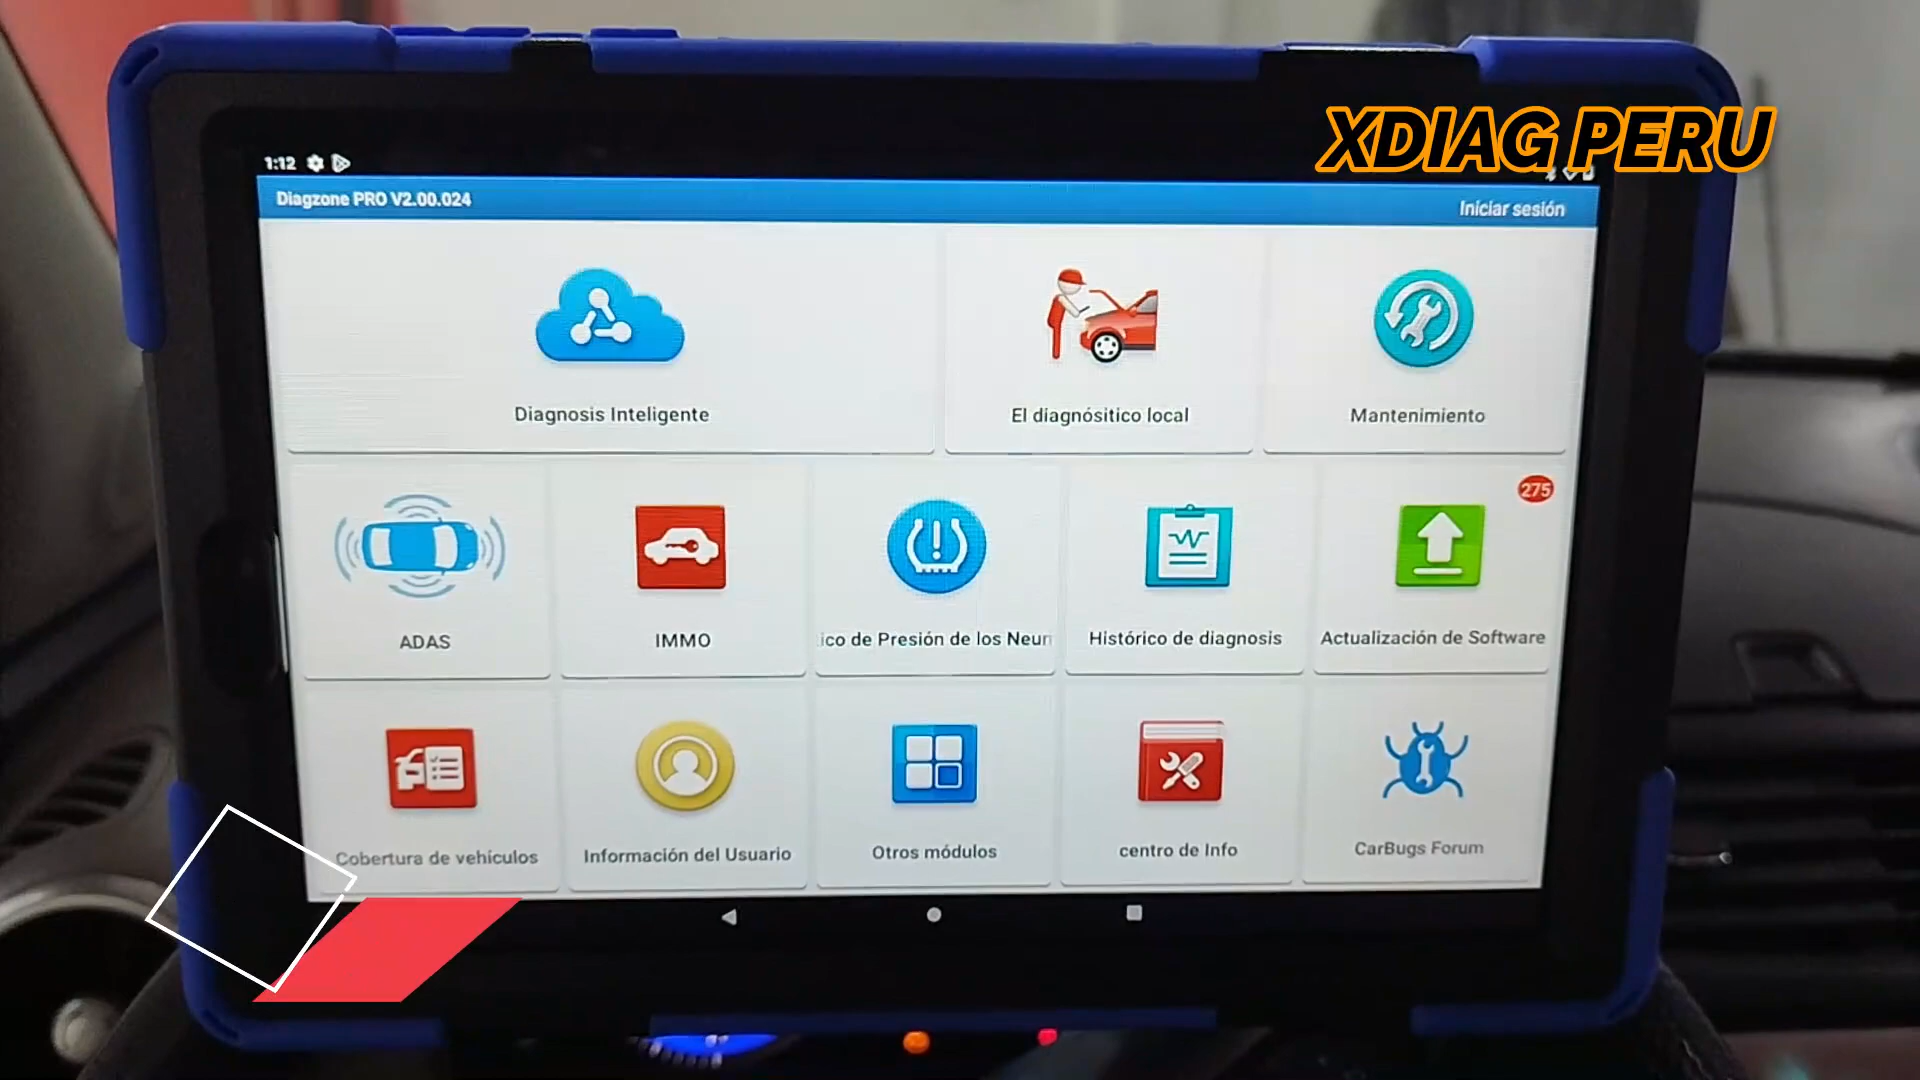 XDIAG PERU
1:12
Diagzone PRO V2.00.024
Iniciar sesión
Diagnosis Inteligente
El diagnósitico local
Mantenimiento
275
ADAS
IMMO
ico de Presión de los Neun
Histórico de diagnosis
Actualización de Software
Cobertura de vehículos
Información del Usuario
Otros módulos
centro de Info
CarBugs Forum